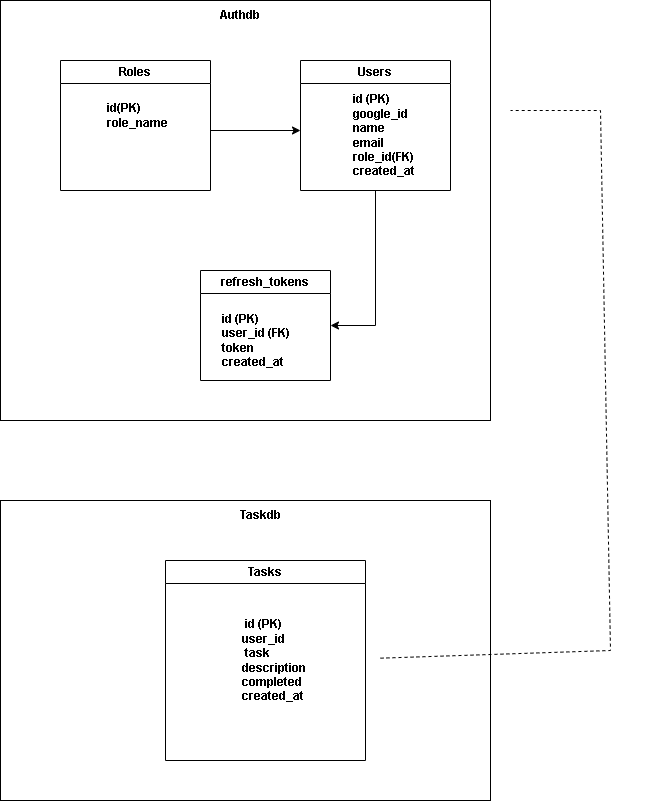 Authdb
Roles
id(PK)
role_name
Users
id (PK)
google_id
name
email
role_id(FK)
created_at
refresh_tokens
id (PK)
user_id (FK)
token
created_at
Taskdb
Tasks
id (PK)
user_id
task
description
completed
created_at